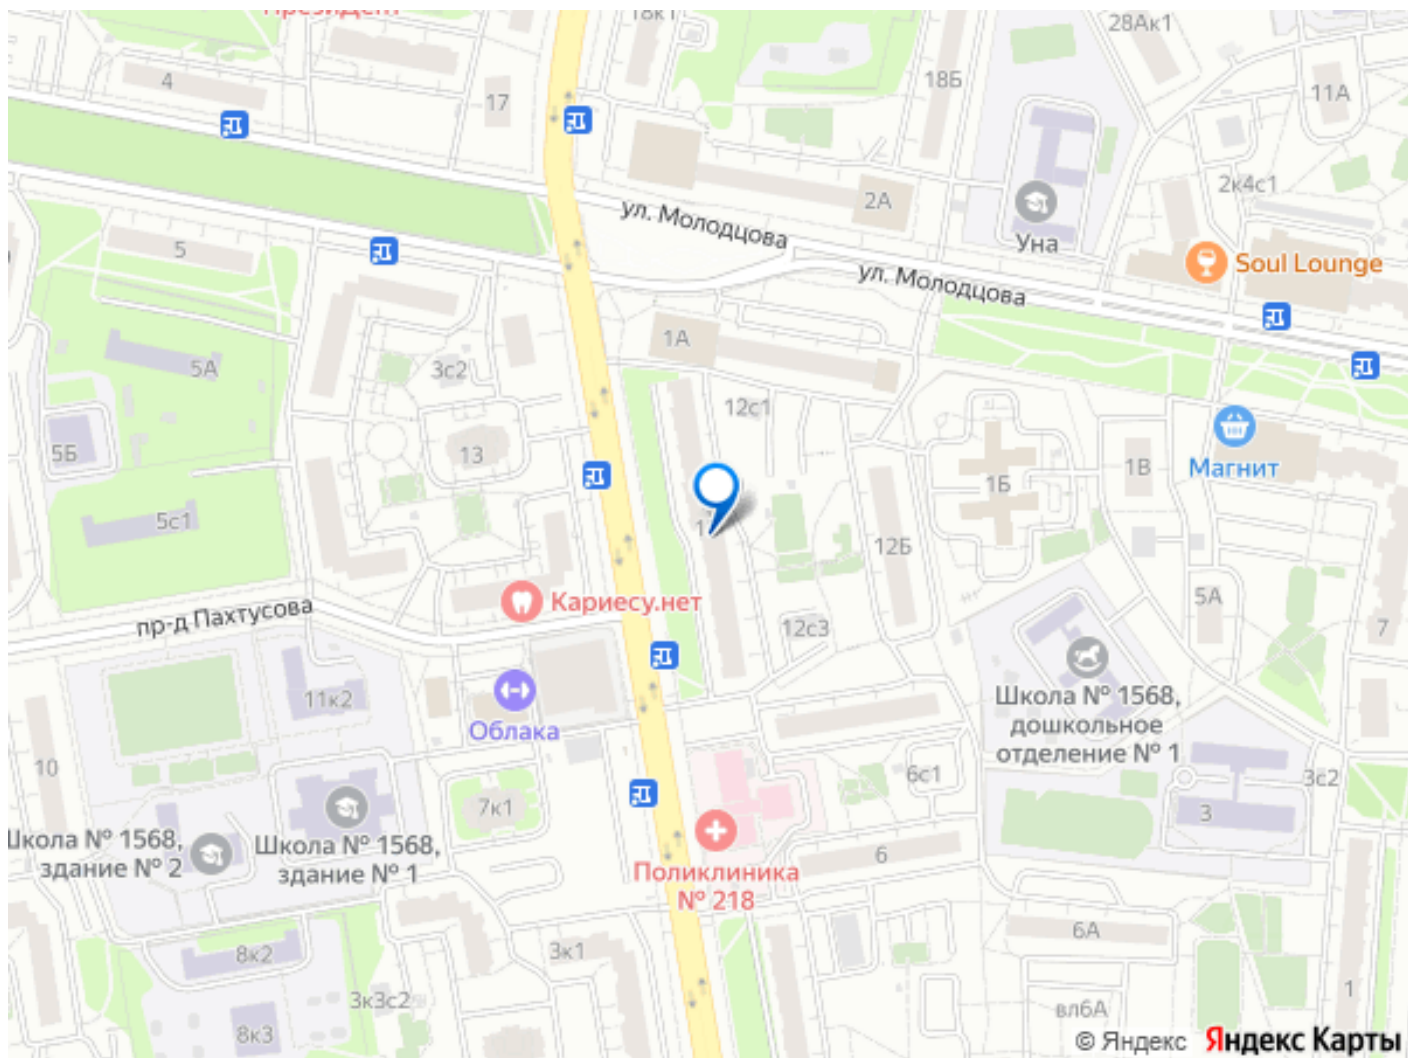 Президент
18к1
28Ак1
4
17
18Б
11А
2А
2к4с1
ул. Молодцова
Уна
5
Soul Lounge
ул. Молодцова
1А
5А
3с2
12с1
5Б
13
1Б
1В
Магнит
5с1
12Б
Кариесу.нет
5А
пр-д Пахтусова
12с3
7
11к2
Облака
Школа № 1568,
дошкольное
отделение № 1
10
6с1
3с2
7к1
3
Школа № 1568,
здание № 2
Школа № 1568,
здание № 1
Поликлиника
№ 218
6
6А
8к2
3к1
3к3с2
1
вл6А
8к3
© Яндекс Яндекс Карты